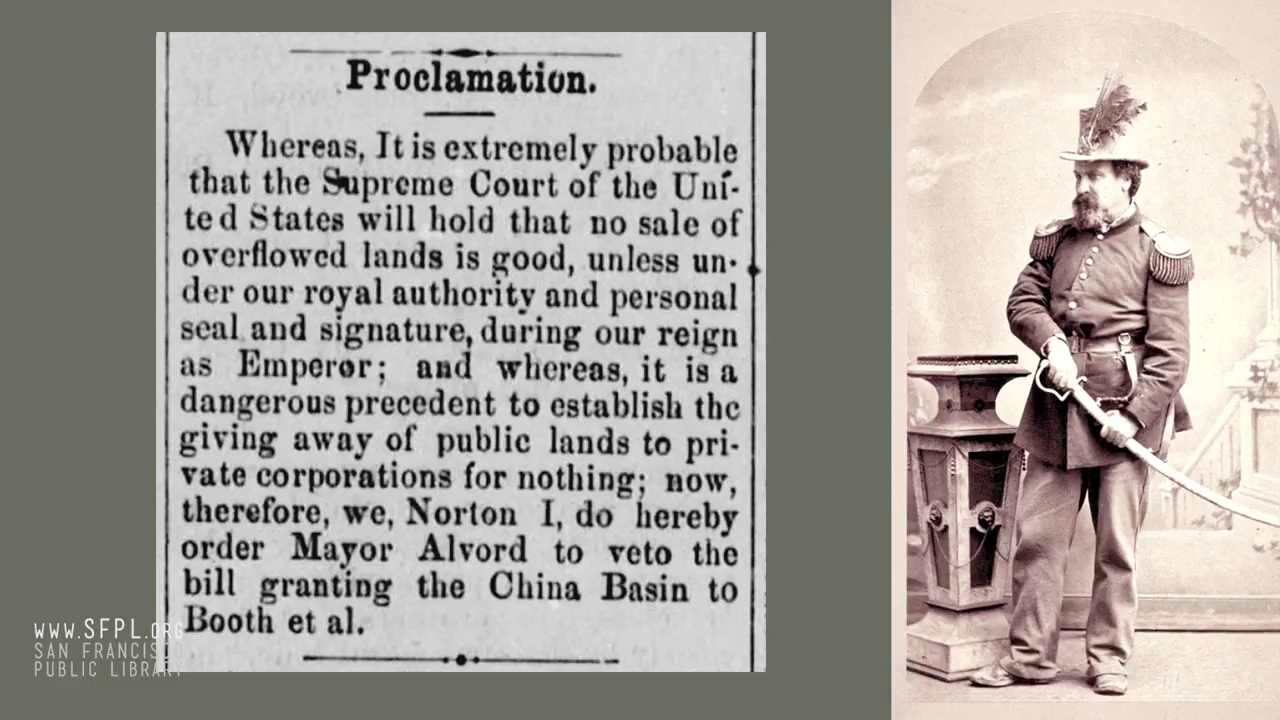 Proclamation.
Whereas, It is extremely probable
that the Supreme Court of the Uni-
ted States will hold that no sale of
overflowed lands is good, unless un-
der our royal authority and personal
seal and signature, during our reign
as Emperor; and whereas, it is a
dangerous precedent to establish the
giving away of public lands to pri-
vate corporations for nothing; now,
therefore, we, Norton I, do hereby
order Mayor Alvord to veto the
bill granting the China Basin to
Booth et al.
WWW.SFPL.ORG
SAN FRANCISCO
PUBLIC LIBRARY